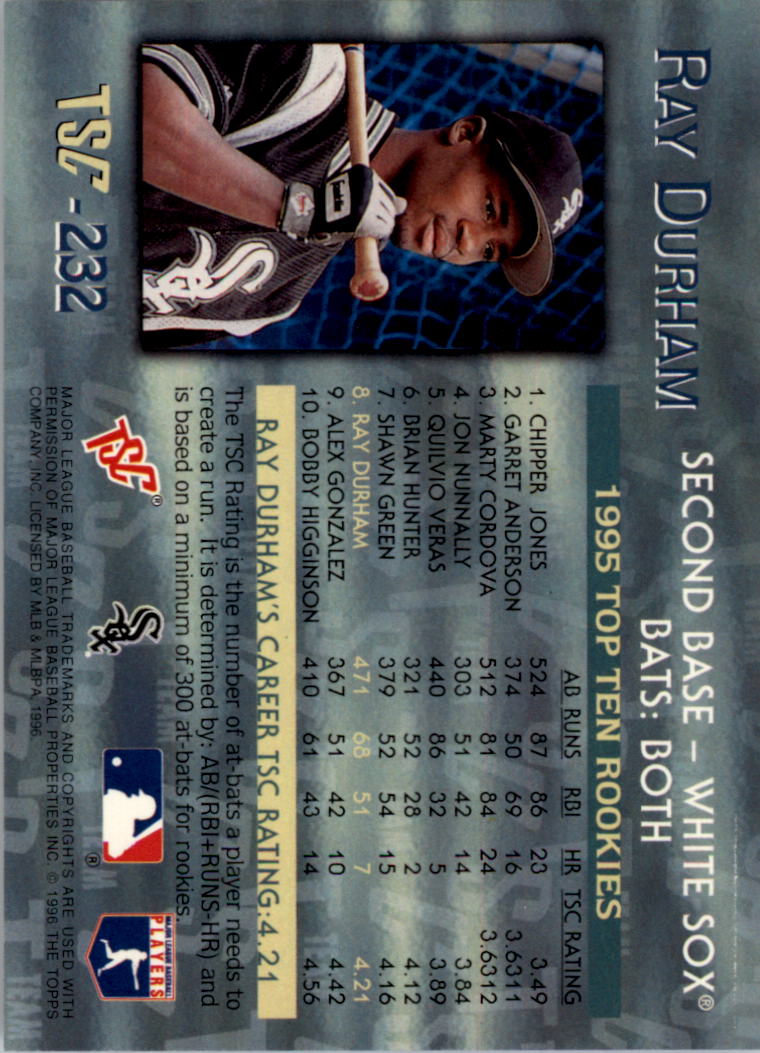 RAY DURHAM
SECOND BASE – WHITE SOX®
BATS: BOTH
1995 TOP TEN ROOKIES
AB RUNS RBI HR TSC RATING
1. CHIPPER JONES 524 87 86 23 3.49
2. GARRET ANDERSON 374 50 69 16 3.6311
3 MARTY CORDOVA 512 81 84 24 3.6312
4. JON NUNNALLY 303 51 42 14 3.84
5. QUILVIO VERAS 440 86 32 5 3.89
6. BRIAN HUNTER 321 52 28 2 4.12
7. SHAWN GREEN 379 52 54 15 4.16
8. RAY DURHAM 471 68 51 7 4.21
9. ALEX GONZALEZ 367 51 42 10 4.42
10. BOBBY HIGGINSON 410 61 43 14 4.56
RAY DURHAM'S CAREER TSC RATING:4.21
The TSC Rating is the number of at-bats a player needs to
create a run. It is determined by: AB/(RBI+RUNS-HR) and
is based on a minimum of 300 at-bats for rookies.
TSC - 232
TSC®
Sox
®
MAJOR LEAGUE BASEBALL
PLAYERS
MAJOR LEAGUE BASEBALL TRADEMARKS AND COPYRIGHTS ARE USED WITH
PERMISSION OF MAJOR LEAGUE BASEBALL PROPERTIES INC. © 1996 THE TOPPS
COMPANY, INC. LICENSED BY MLB & MLBPA 1996.